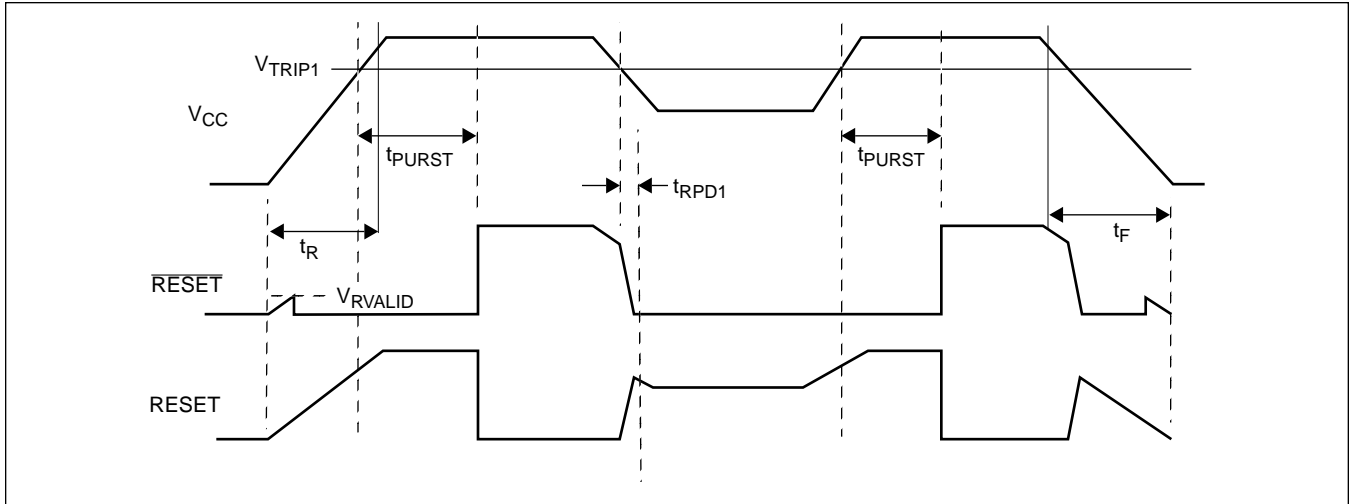 VTRIP1
VCC
tPURST
tPURST
tRPD1
tR
tF
RESET
VRVALID
RESET